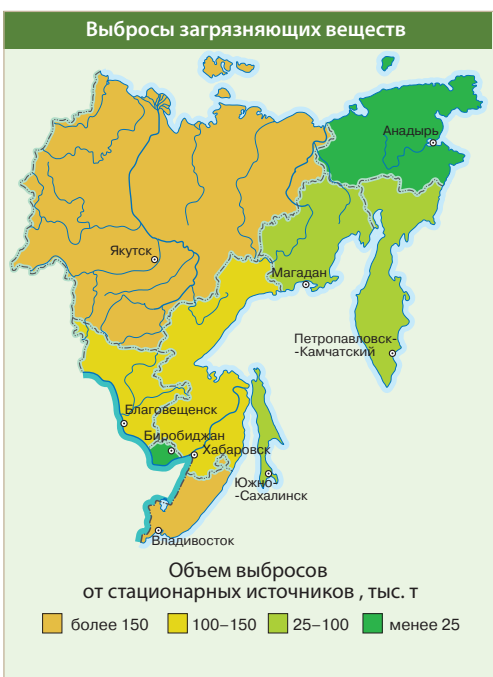 Выбросы загрязняющих веществ
Анадырь
Якутск
Магадан
Петропавловск-
-Камчатский
Благовещенск
Биробиджан
Хабаровск
Южно-
-Сахалинск
Владивосток
Объем выбросов
от стационарных источников , тыс. т
более 150
100–150
25–100
менее 25